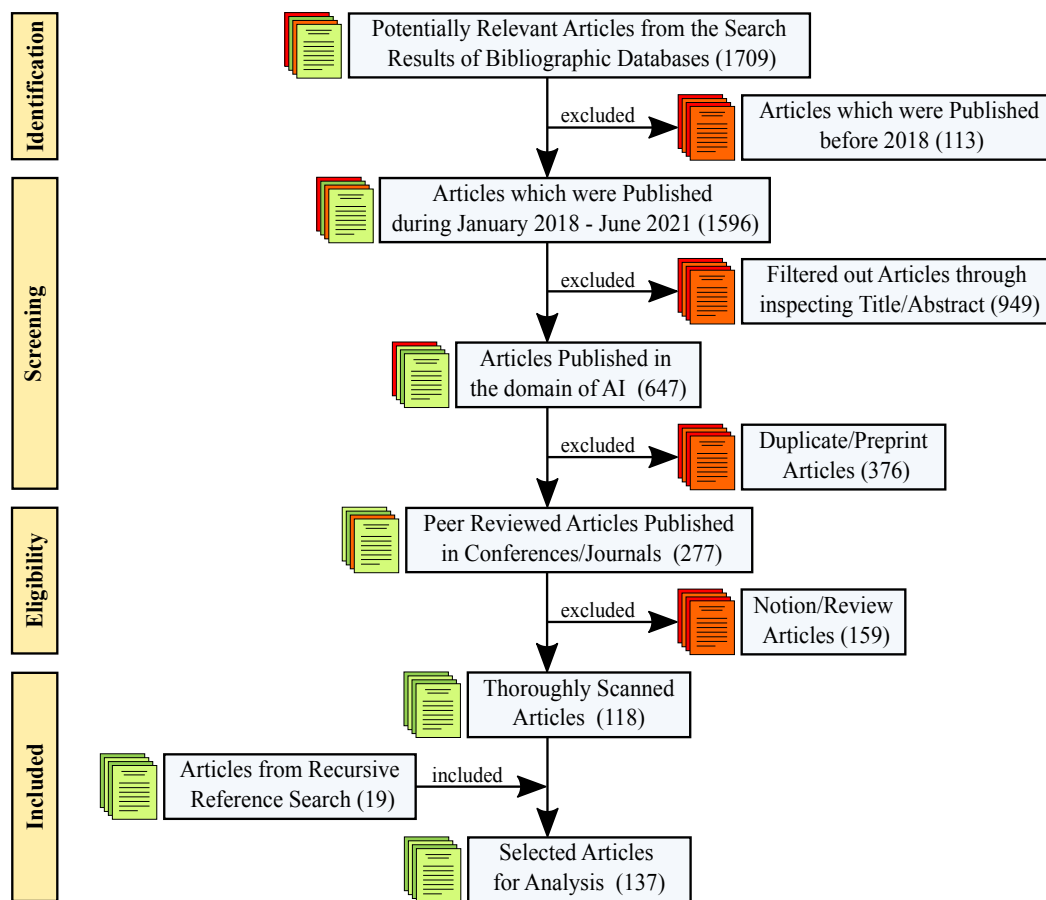 Identification
Potentially Relevant Articles from the Search
Results of Bibliographic Databases (1709)
excluded
Articles which were Published
before 2018 (113)
Screening
Articles which were Published
during January 2018 - June 2021 (1596)
excluded
Filtered out Articles through
inspecting Title/Abstract (949)
Articles Published in
the domain of AI (647)
excluded
Duplicate/Preprint
Articles (376)
Eligibility
Peer Reviewed Articles Published
in Conferences/Journals (277)
excluded
Notion/Review
Articles (159)
Included
Thoroughly Scanned
Articles (118)
Articles from Recursive
Reference Search (19)
included
Selected Articles
for Analysis (137)